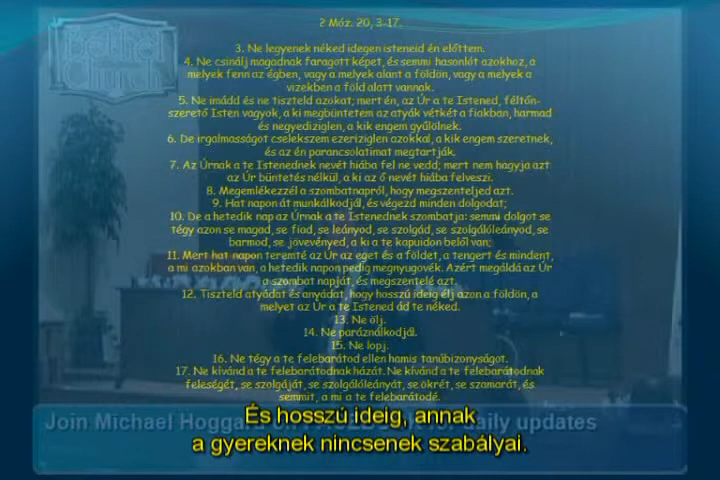 Bethel
Church
2 Móz. 20, 3-17.
3. Ne legyenek néked idegen isteneid én előttem.
4. Ne csinálj magadnak faragott képet, és semmi hasonlót azokhoz, a
melyek fenn az égben, vagy a melyek alant a földön, vagy a melyek a
vizekben a föld alatt vannak.
5. Ne imádd és ne tiszteld azokat; mert én, az Úr a te Istened, féltőn-
szerető Isten vagyok, a ki megbüntetem az atyák vétkét a fiakban, harmad
és negyediziglen, a kik engem gyűlölnek.
6. De irgalmasságot cselekszem ezeriziglen azokkal, a kik engem szeretnek,
és az én parancsolatimat megtartják.
7. Az Úrnak a te Istenednek nevét hiába fel ne vedd; mert nem hagyja azt
az Úr büntetés nélkül, a ki az ő nevét hiába felveszi.
8. Megemlékezzél a szombatnapról, hogy megszenteljed azt.
9. Hat napon át munkálkodjál, és végezd minden dolgodat;
10. De a hetedik nap az Úrnak a te Istenednek szombatja: semmi dolgot se
tégy azon se magad, se fiad, se leányod, se szolgád, se szolgálóleányod, se
barmod, se jövevényed, a ki a te kapuidon belől van;
11. Mert hat napon teremté az Úr az eget és a földet, a tengert és mindent,
a mi azokban van, a hetedik napon pedig megnyugovék. Azért megáldá az Úr
a szombat napját, és megszentelé azt.
12. Tiszteld atyádat és anyádat, hogy hosszú ideig élj azon a földön, a
melyet az Úr a te Istened ád te néked.
13. Ne ölj.
14. Ne paráználkodjál.
15. Ne lopj.
16. Ne tégy a te felebarátod ellen hamis tanúbizonyságot.
17. Ne kívánd a te felebarátodnak házát. Ne kívánd a te felebarátodnak
feleségét, se szolgáját, se szolgálóleányát, se ökrét, se szamarát, és
semmit, a mi a te felebarátodé.
Join Michael Hoggard daily updates
És hosszú ideig, annak
a gyereknek nincsenek szabályai.